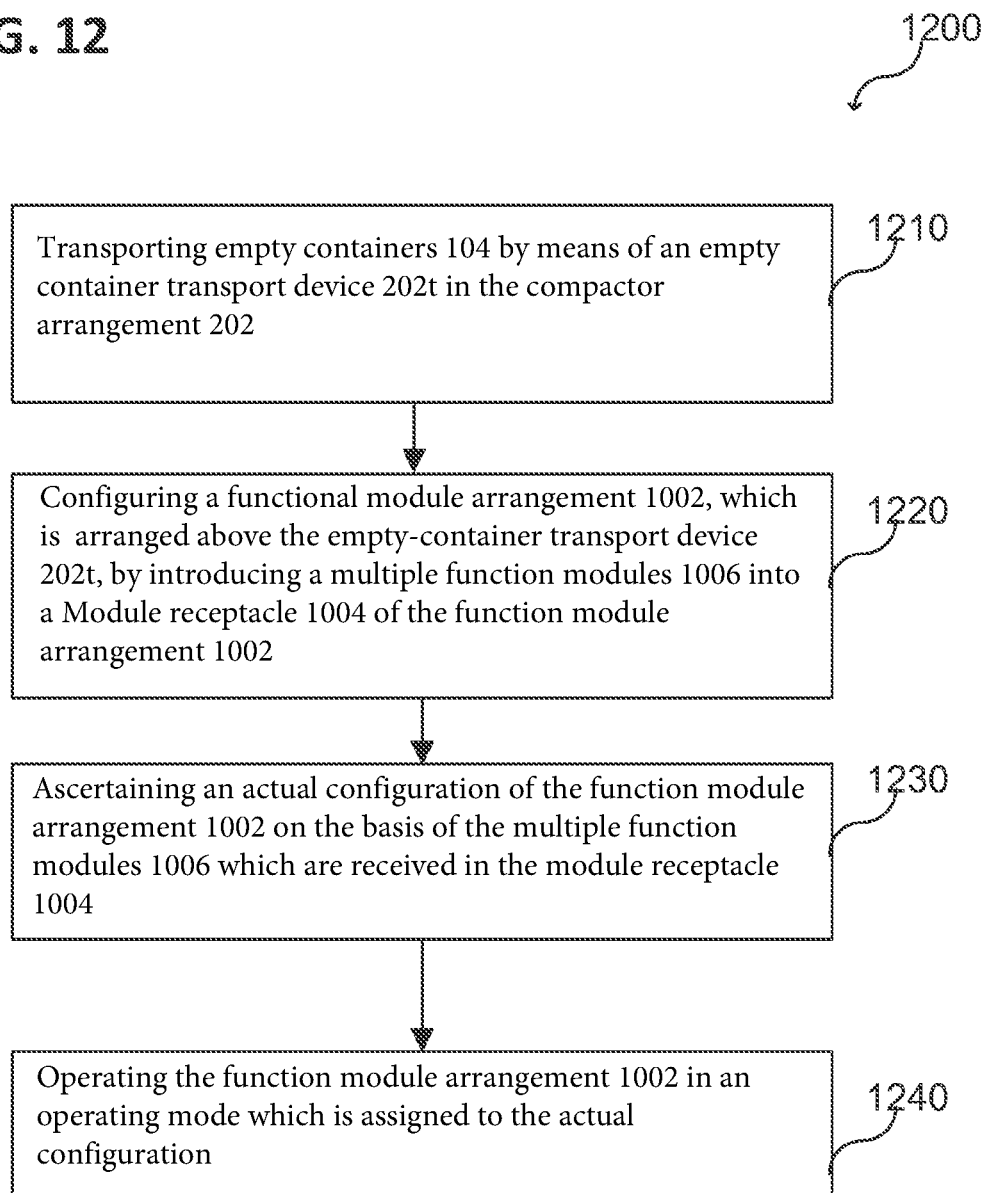 G. 12
1200
Transporting empty containers 104 by means of an empty
container transport device 202t in the compactor
arrangement 202
1210
Configuring a functional module arrangement 1002, which
is arranged above the empty-container transport device
202t, by introducing a multiple function modules 1006 into
a Module receptacle 1004 of the function module
arrangement 1002
1220
Ascertaining an actual configuration of the function module
arrangement 1002 on the basis of the multiple function
modules 1006 which are received in the module receptacle
1004
1230
Operating the function module arrangement 1002 in an
operating mode which is assigned to the actual
configuration
1240